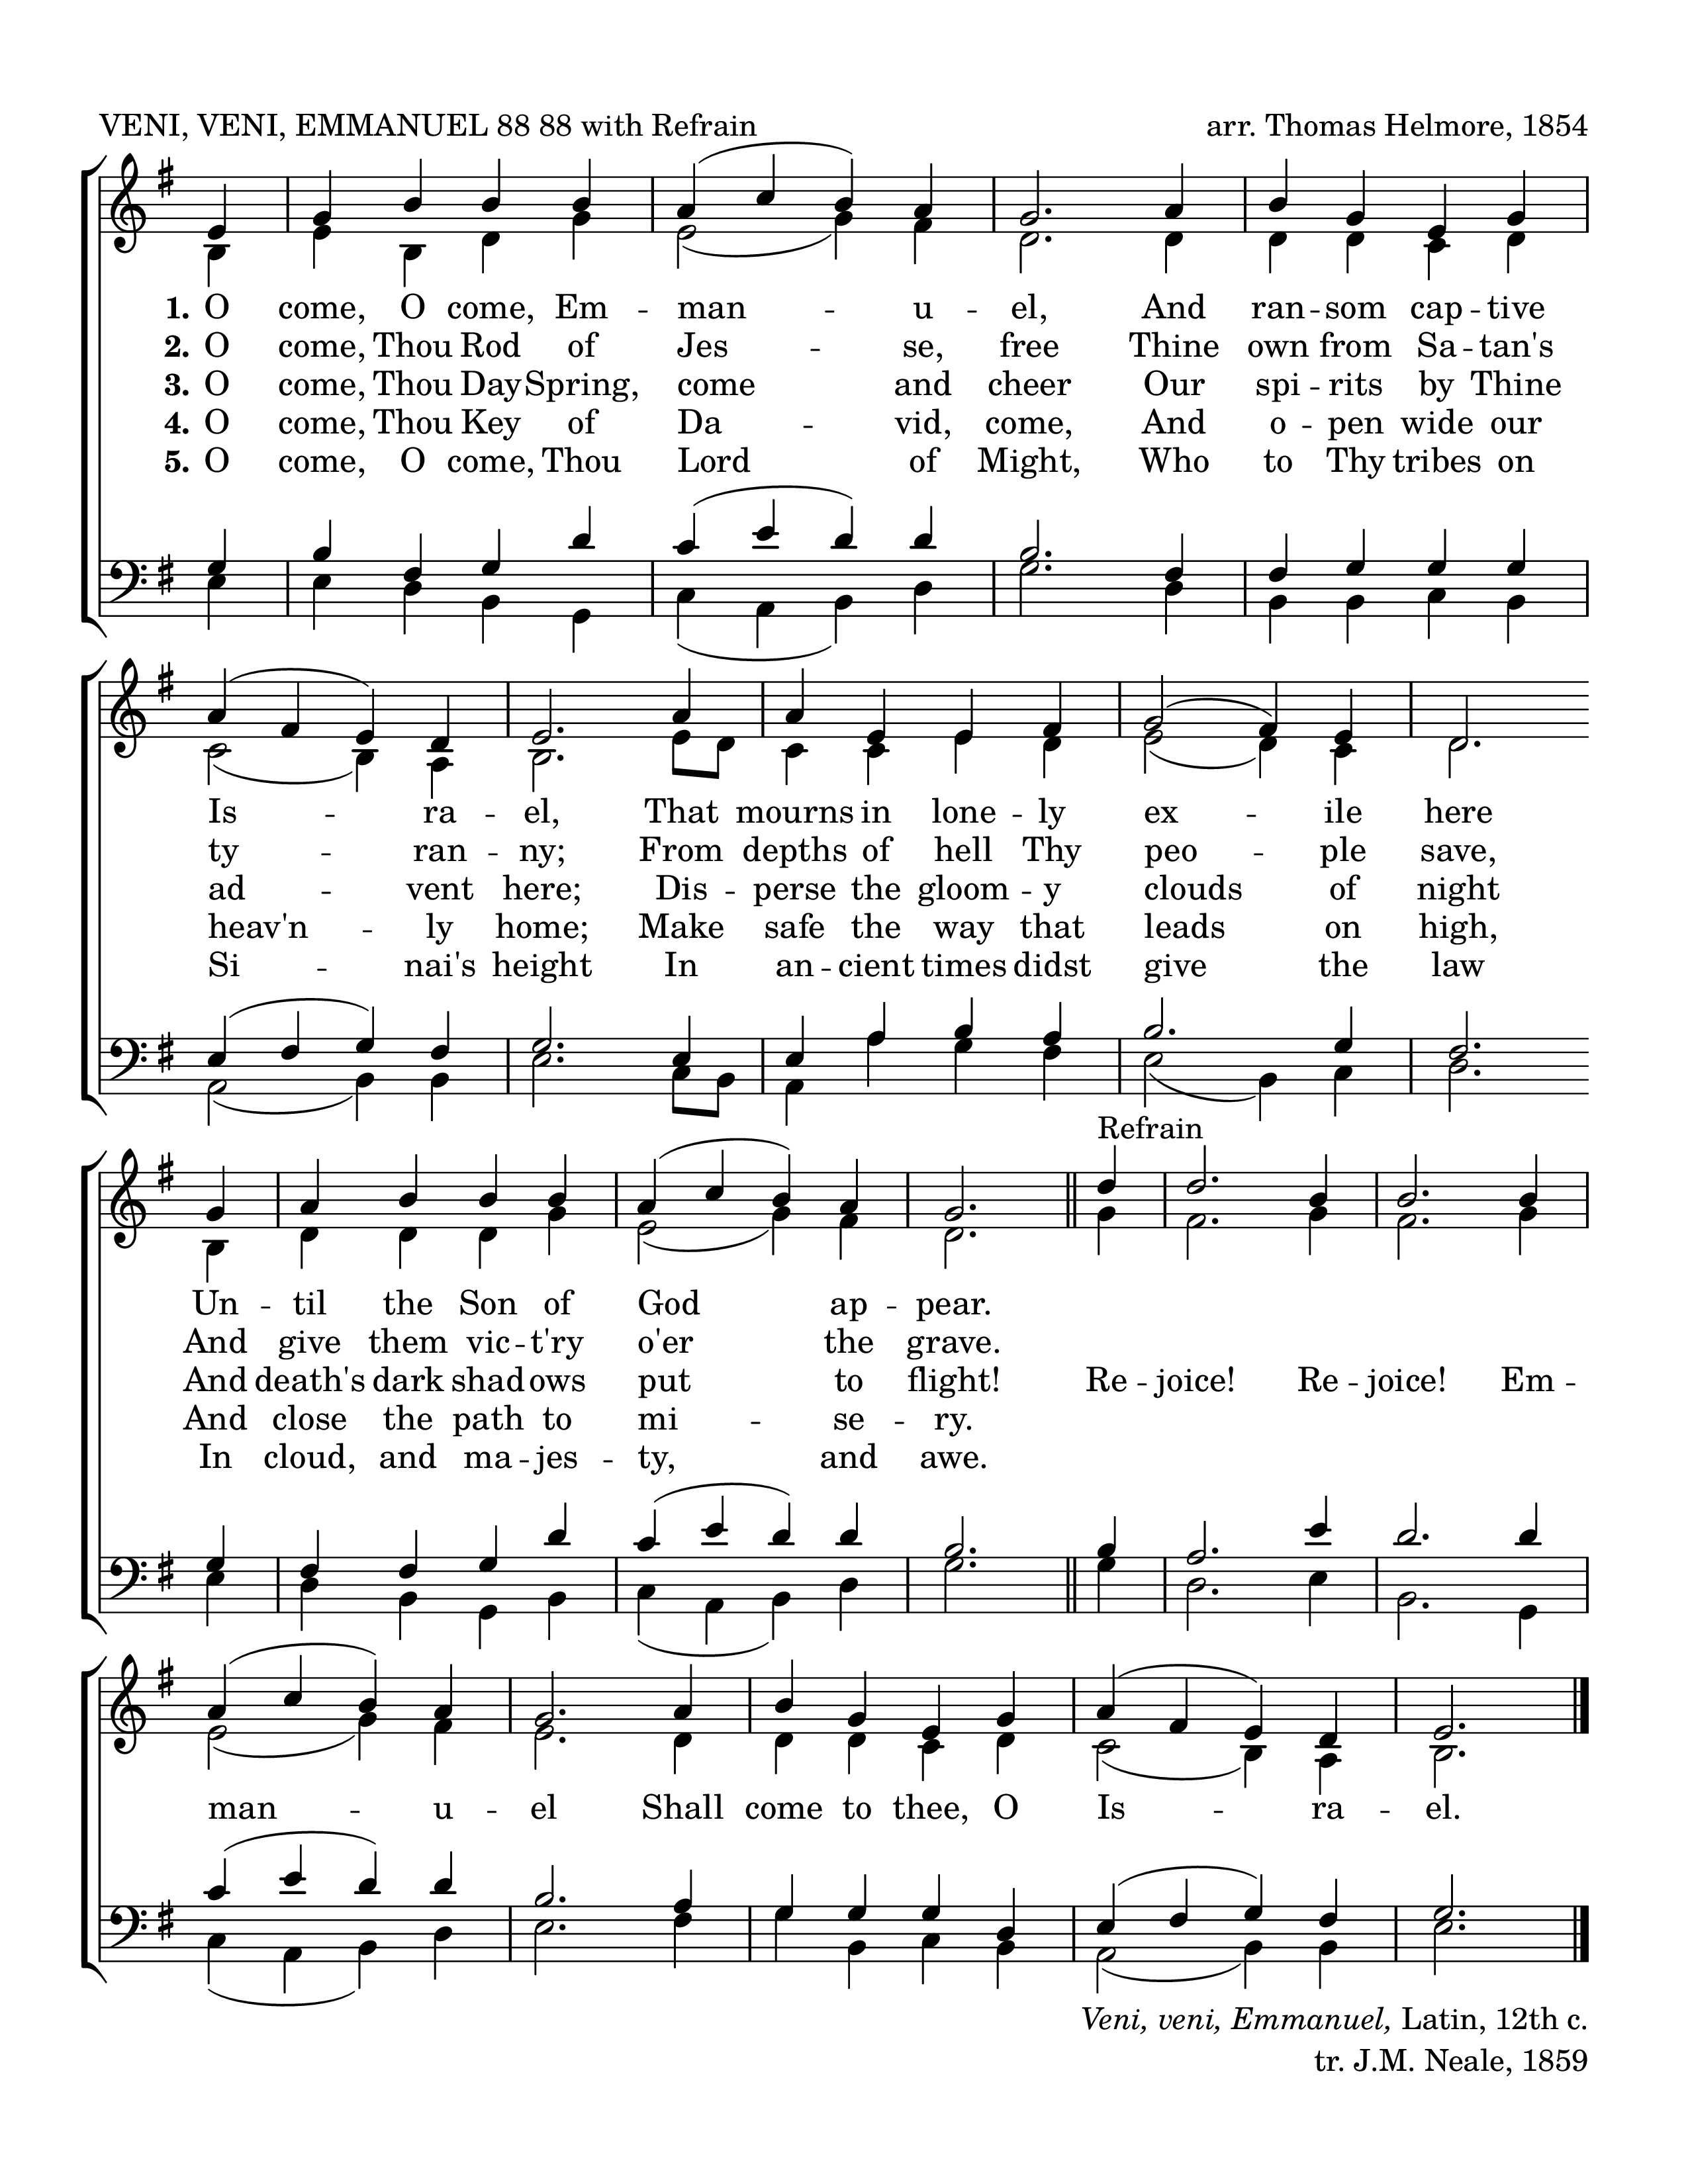 VENI, VENI, EMMANUEL 88 88 with Refrain
arr. Thomas Helmore, 1854
1. O come, O come, Em - man - u - el, And ran - som cap - tive
2. O come, Thou Rod of Jes - se, free Thine own from Sa - tan's
3. O come, Thou Day Spring, come and cheer Our spi - rits by Thine
4. O come, Thou Key of Da - vid, come, And o - pen wide our
5. O come, O come, Thou Lord of Might, Who to Thy tribes on
Is - ra - el, That mourns in lone - ly ex - ile here
ty - ran - ny; From depths of hell Thy peo - ple save,
ad - vent here; Dis - perse the gloom - y clouds of night
heav'n - ly home; Make safe the way that leads on high,
Si - nai's height In an - cient times didst give the law
Refrain
Un - til the Son of God ap - pear.
And give them vic - t'ry o'er the grave.
And death's dark shad ows put to flight! Re - joice! Re - joice! Em -
And close the path to mi - se - ry.
In cloud, and ma - jes - ty, and awe.
man - u - el Shall come to thee, O Is - ra - el.
Veni, veni, Emmanuel, Latin, 12th c.
tr. J.M. Neale, 1859